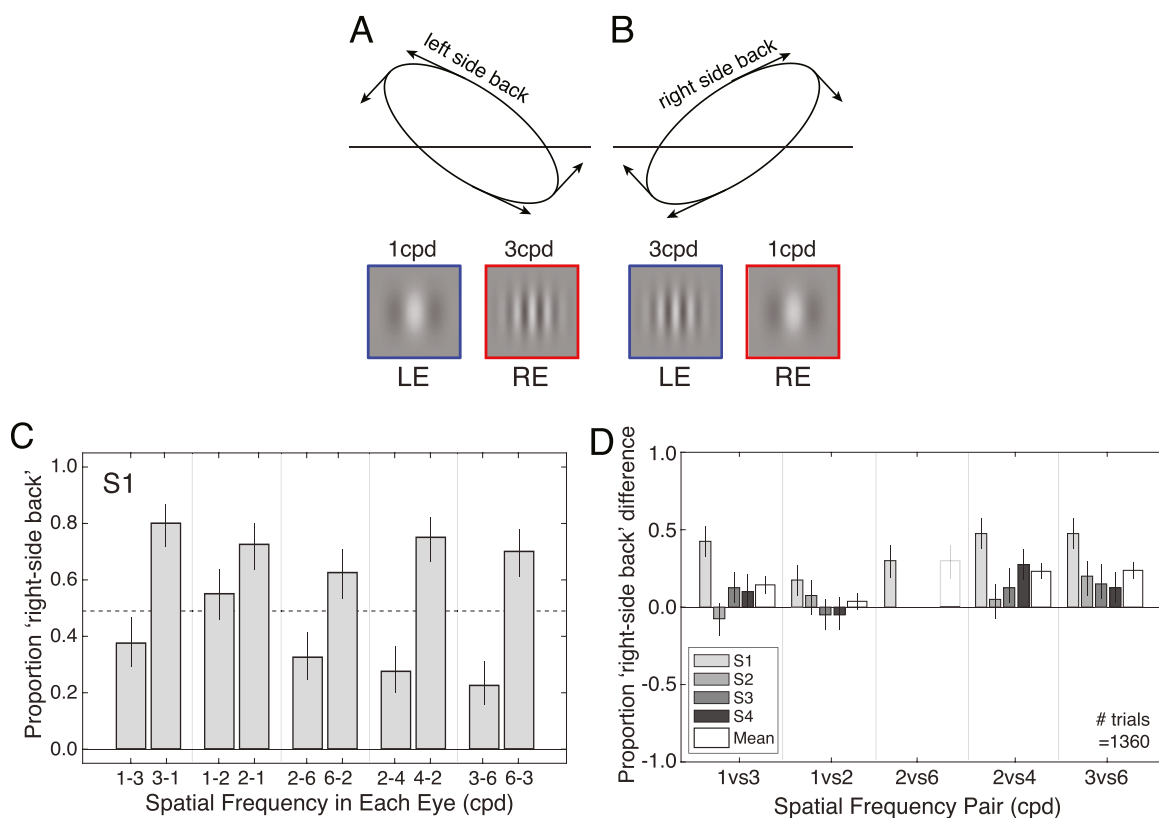 A
B
left side back
right side back
1cpd
3cpd
3cpd
1cpd
LE
RE
LE
RE
C
S1
Proportion ‘right-side back’
1.0
0.8
0.6
0.4
0.2
0.0
1-3 3-1 1-2 2-1 2-6 6-2 2-4 4-2 3-6 6-3
Spatial Frequency in Each Eye (cpd)
D
Proportion ‘right-side back’ difference
1.0
0.5
0.0
-0.5
-1.0
S1
S2
S3
S4
Mean
# trials
=1360
1vs3 1vs2 2vs6 2vs4 3vs6
Spatial Frequency Pair (cpd)